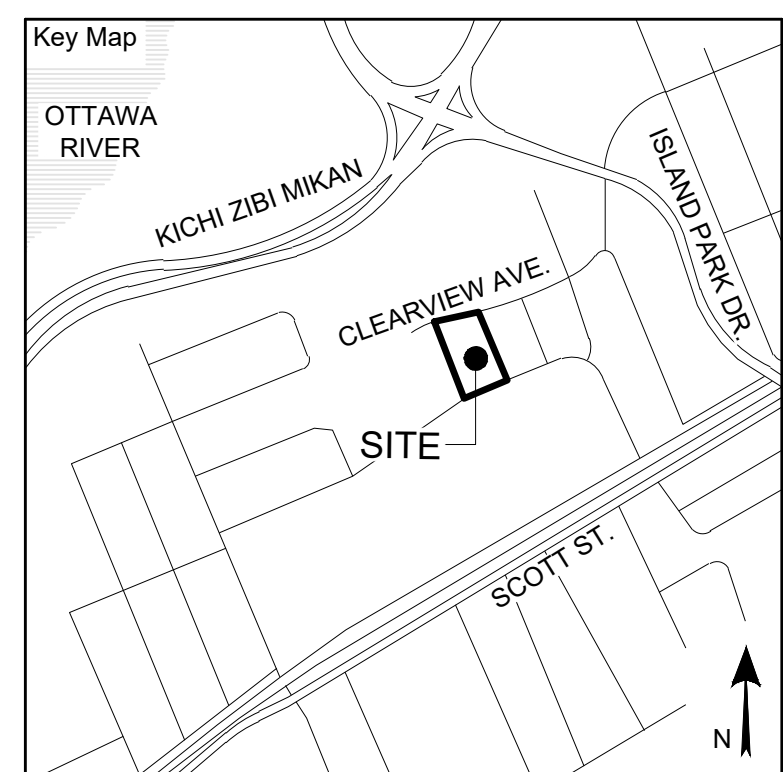 Key Map
OTTAWA
RIVER
KICHI ZIBI MIKAN
ISLAND PARK DR.
CLEARVIEW AVE.
SITE
SCOTT ST.
N